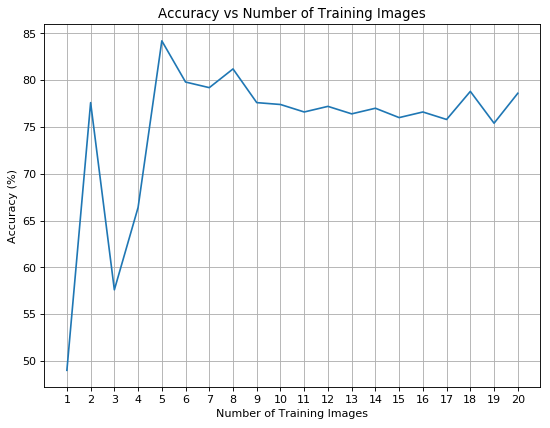 Accuracy vs Number of Training Images
Accuracy (%)
85
80
75
70
65
60
55
50
1 2 3 4 5 6 7 8 9 10 11 12 13 14 15 16 17 18 19 20
Number of Training Images